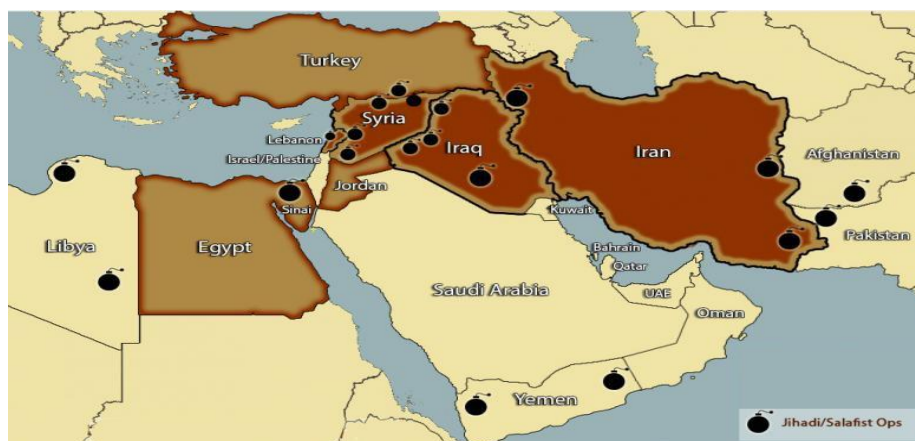 Turkey
Syria
Lebanon
Israel/Palestine
Iraq
Iran
Afghanistan
Jordan
Sinai
Kuwait
Pakistan
Libya
Egypt
Bahrain
Qatar
Saudi Arabia
UAE
Oman
Yemen
Jihadi/Salafist Ops